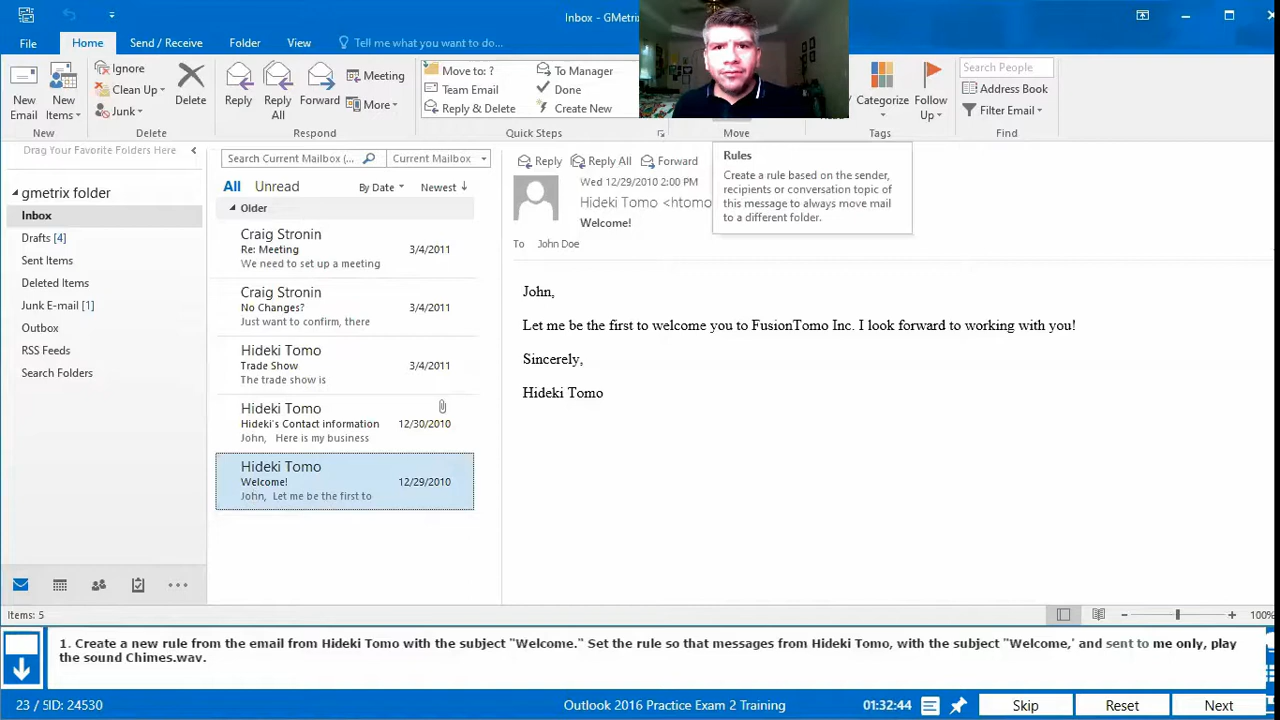 Inbox - GMetrix
File
Home
Send / Receive
Folder
View
Tell me what you want to do...
New Email
New Items
Ignore
Clean Up
Junk
Delete
Reply
Reply All
Forward
Meeting
More
Move to: ?
Team Email
Reply & Delete
To Manager
Done
Create New
Categorize
Follow Up
Search People
Address Book
Filter Email
New
Delete
Respond
Quick Steps
Move
Tags
Find
Drag Your Favorite Folders Here
gmetrix folder
Inbox
Drafts [4]
Sent Items
Deleted Items
Junk E-mail [1]
Outbox
RSS Feeds
Search Folders
Search Current Mailbox (...
Current Mailbox
All Unread By Date Newest
Older
Craig Stronin
Re: Meeting 3/4/2011
We need to set up a meeting
Craig Stronin
No Changes? 3/4/2011
Just want to confirm, there
Hideki Tomo
Trade Show 3/4/2011
The trade show is
Hideki Tomo
Hideki's Contact information 12/30/2010
John, Here is my business
Hideki Tomo
Welcome! 12/29/2010
John, Let me be the first to
Reply Reply All Forward
Wed 12/29/2010 2:00 PM
Hideki Tomo <htomo
Welcome!
To John Doe
Rules
Create a rule based on the sender,
recipients or conversation topic of
this message to always move mail
to a different folder.
John,
Let me be the first to welcome you to FusionTomo Inc. I look forward to working with you!
Sincerely,
Hideki Tomo
Items: 5
100%
1. Create a new rule from the email from Hideki Tomo with the subject "Welcome." Set the rule so that messages from Hideki Tomo, with the subject "Welcome,' and sent to me only, play
the sound Chimes.wav.
23 / SID: 24530
Outlook 2016 Practice Exam 2 Training
01:32:44
Skip
Reset
Next